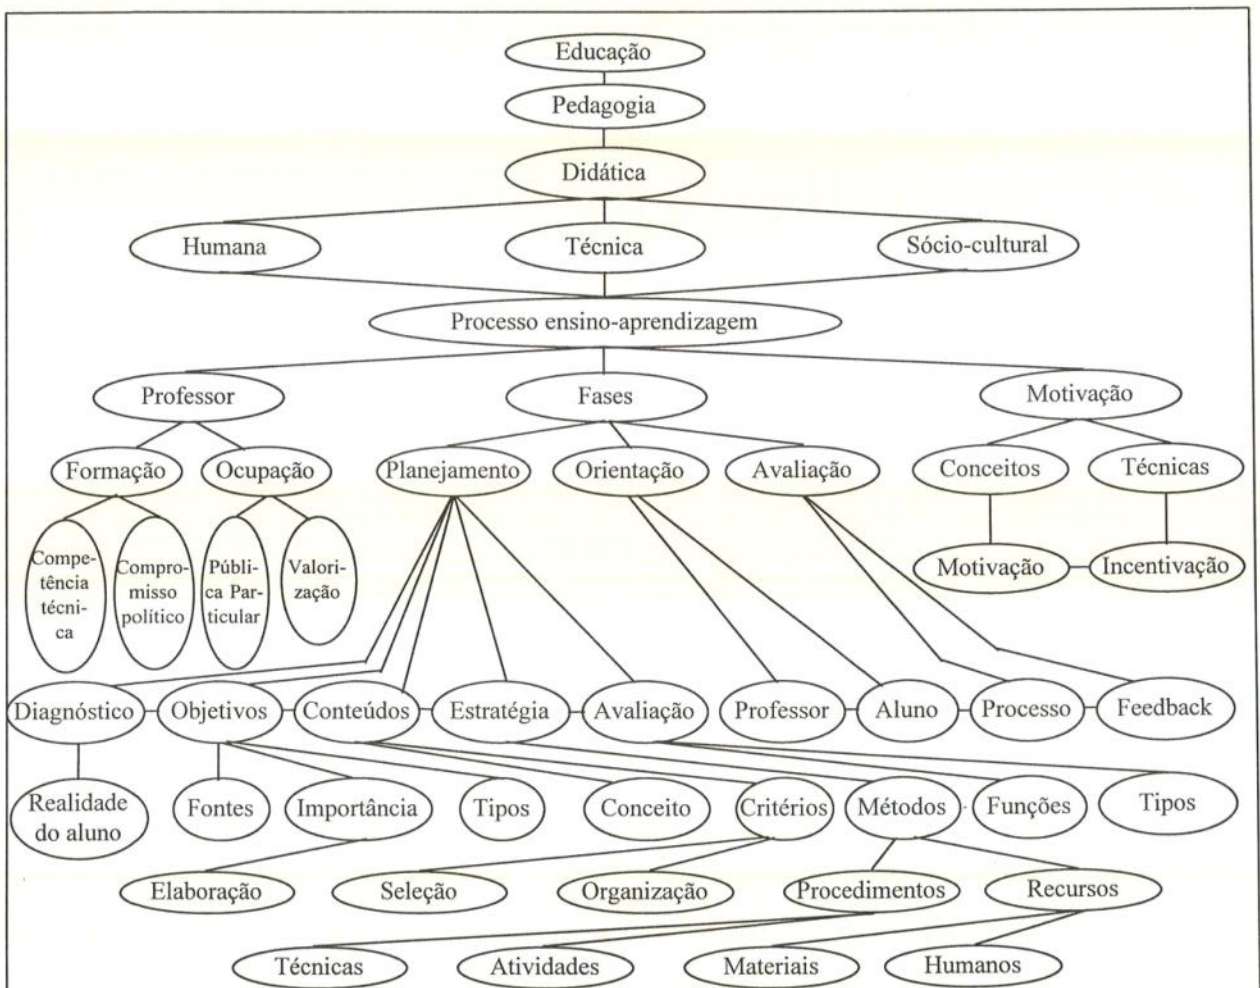 Educação
Pedagogia
Didática
Humana
Técnica
Sócio-cultural
Processo ensino-aprendizagem
Professor
Fases
Motivação
Formação
Ocupação
Planejamento
Orientação
Avaliação
Conceitos
Técnicas
Compe-
tência
técni-
ca
Compro-
misso
político
Públi-
ca Par-
ticular
Valori-
zação
Motivação
Incentivação
Diagnóstico
Objetivos
Conteúdos
Estratégia
Avaliação
Professor
Aluno
Processo
Feedback
Realidade
do aluno
Fontes
Importância
Tipos
Conceito
Critérios
Métodos
Funções
Tipos
Elaboração
Seleção
Organização
Procedimentos
Recursos
Técnicas
Atividades
Materiais
Humanos